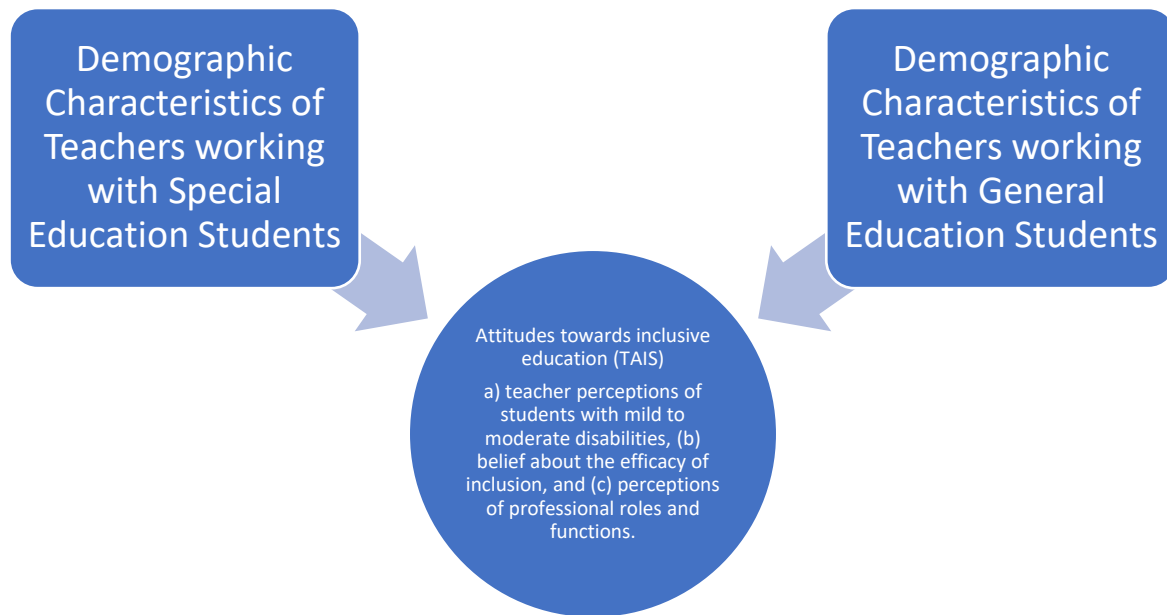 Demographic
Characteristics of
Teachers working
with Special
Education Students
Demographic
Characteristics of
Teachers working
with General
Education Students
Attitudes towards inclusive
education (TAIS)
a) teacher perceptions of
students with mild to
moderate disabilities, (b)
belief about the efficacy of
inclusion, and (c) perceptions
of professional roles and
functions.